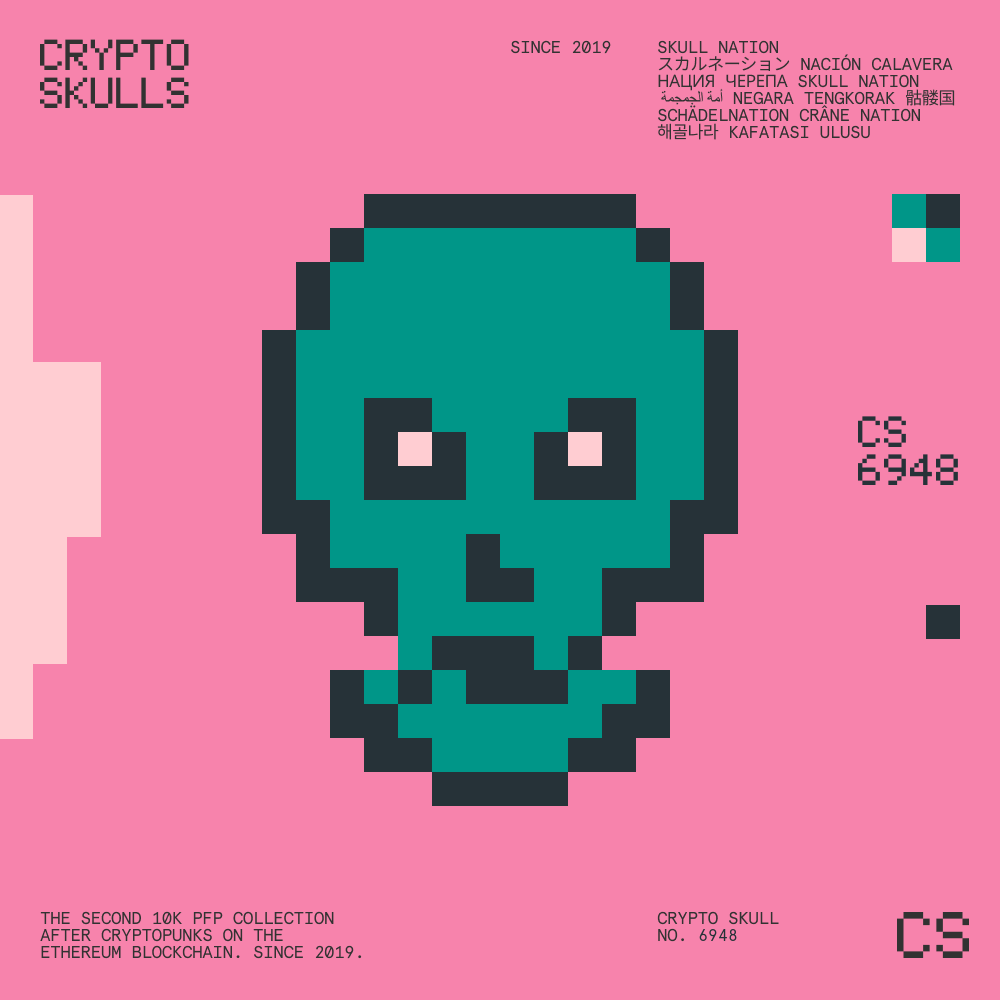 CRYPTO
SKULLS
SINCE 2019
SKULL NATION
スカルネーション NACIÓN CALAVERA
НАЦИЯ ЧЕРЕПА SKULL NATION
أمة الجمجمة NEGARA TENGKORAK 骷髅国
SCHÄDELNATION CRÂNE NATION
해골나라 KAFATASI ULUSU
CS
6948
THE SECOND 10K PFP COLLECTION
AFTER CRYPTOPUNKS ON THE
ETHEREUM BLOCKCHAIN. SINCE 2019.
CRYPTO SKULL
NO. 6948
CS